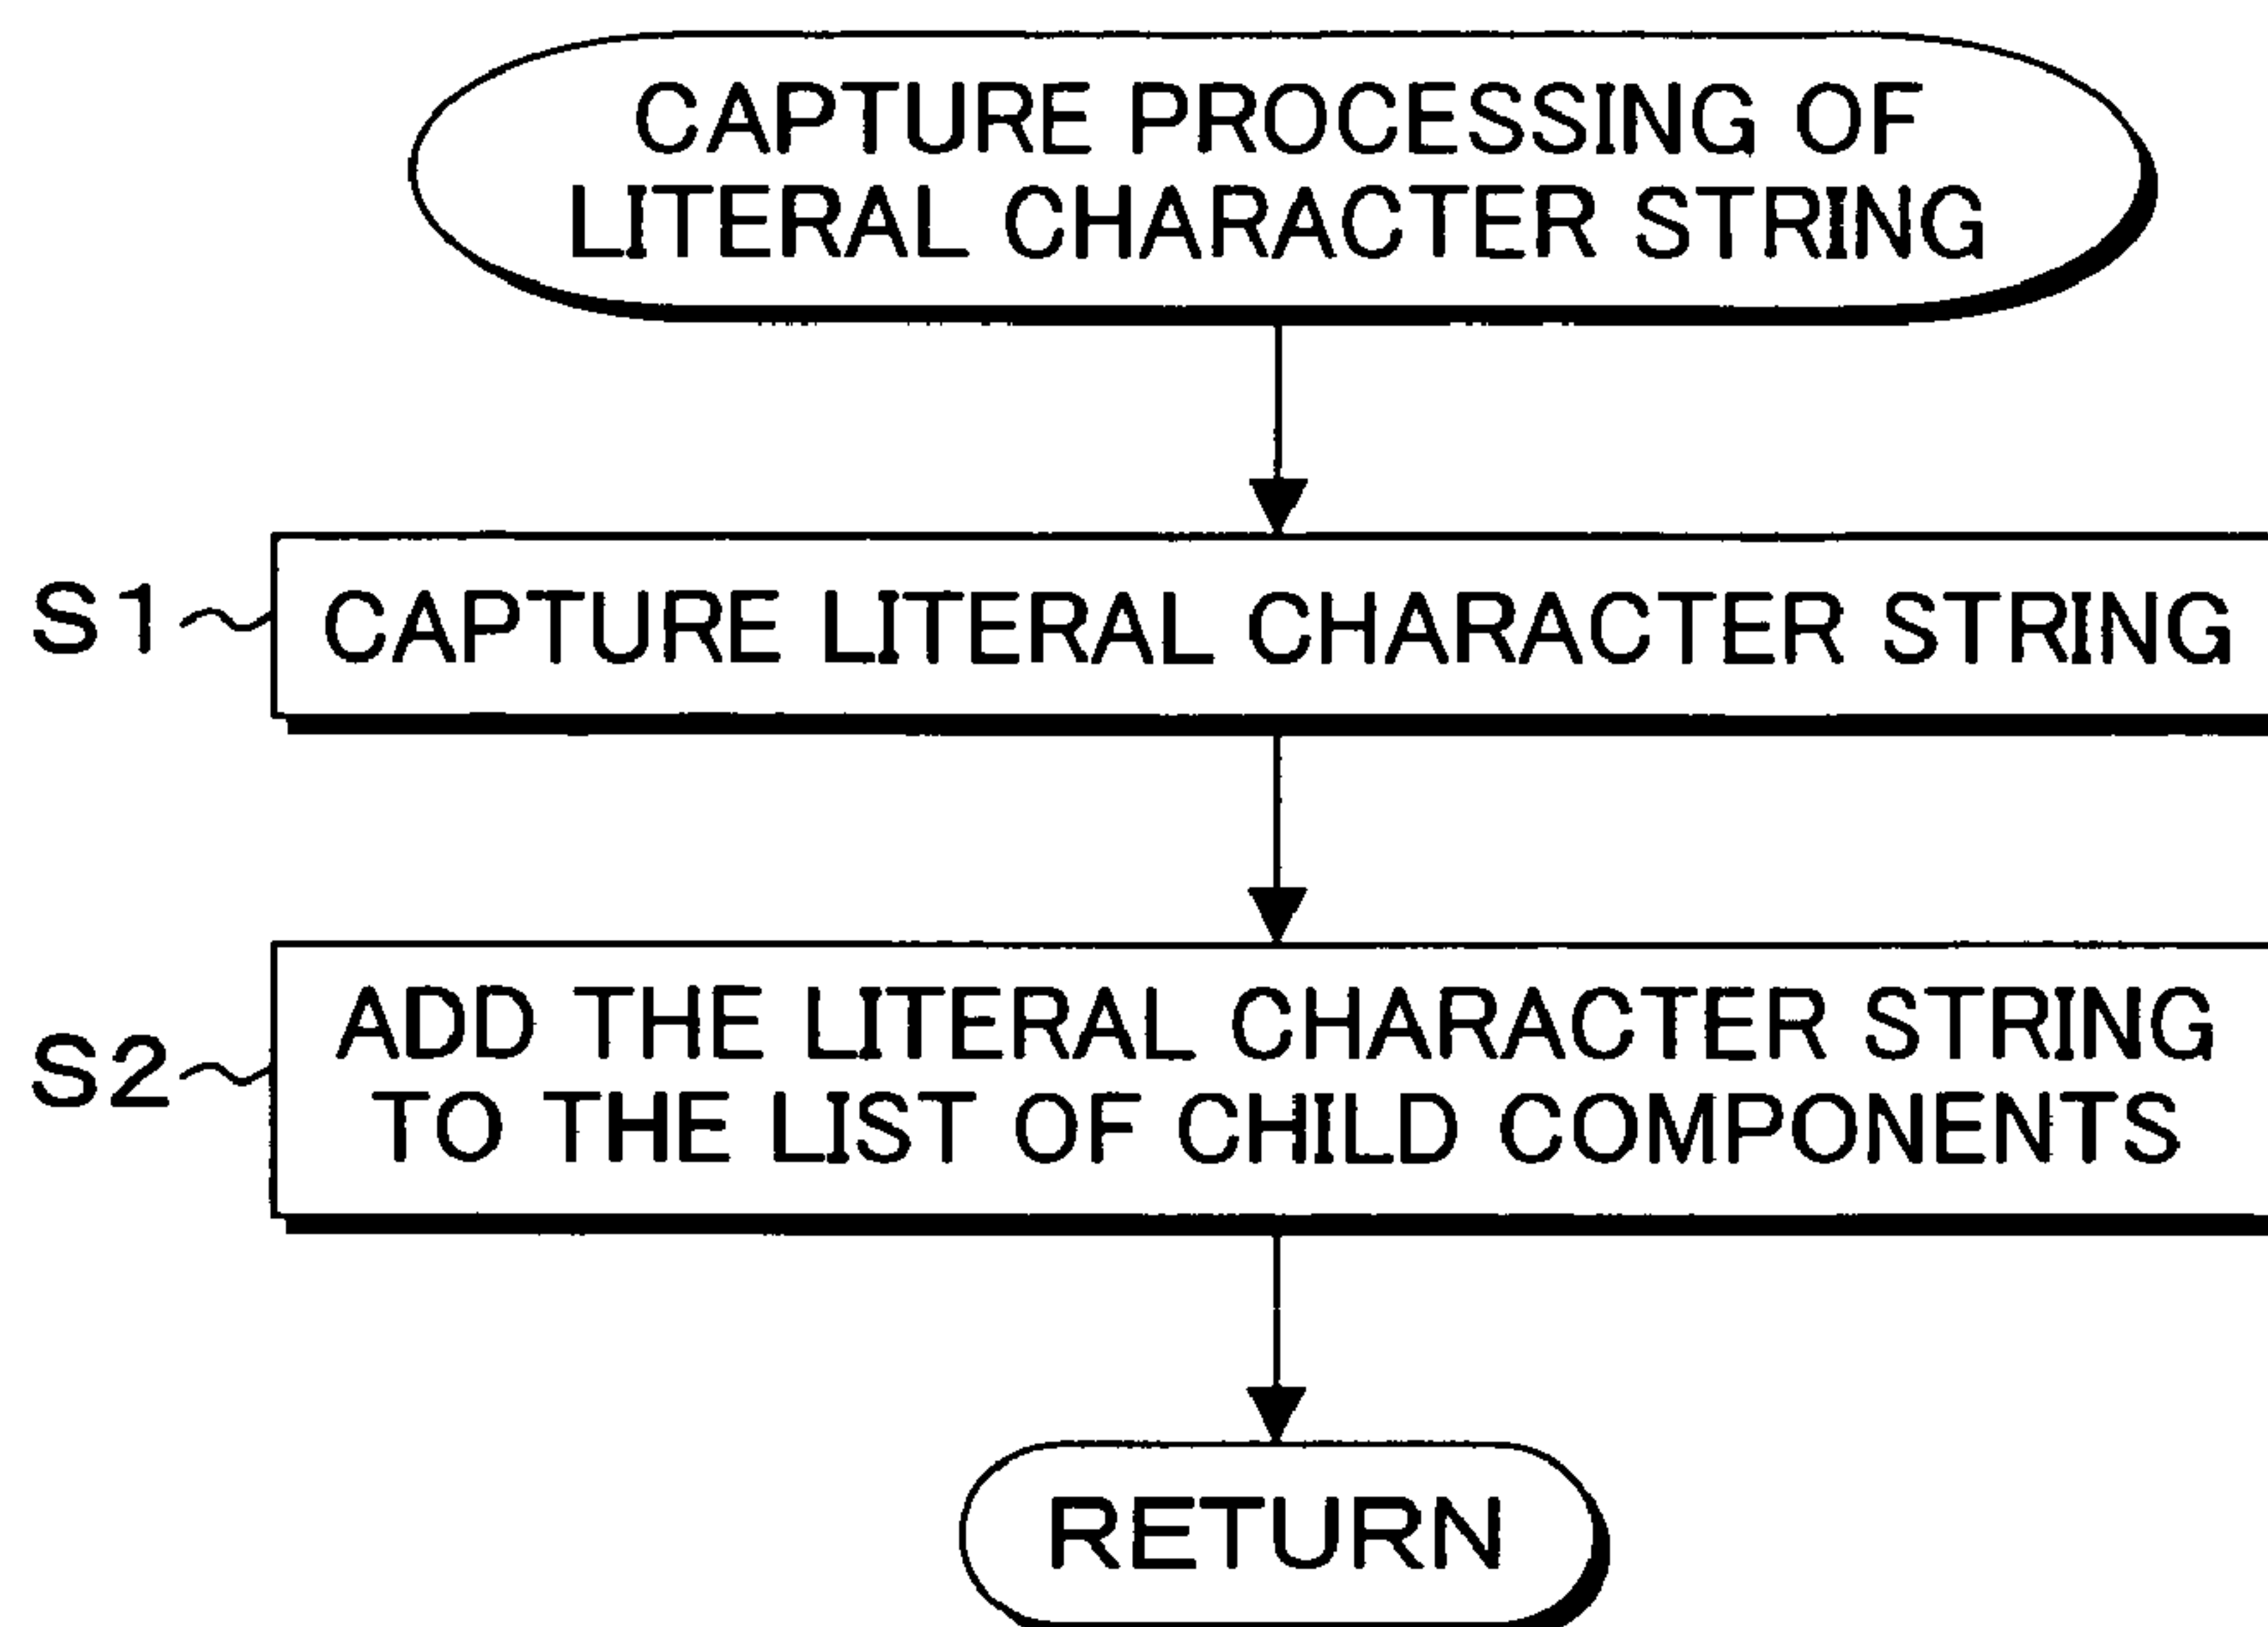 CAPTURE PROCESSING OF
LITERAL CHARACTER STRING
S1
CAPTURE LITERAL CHARACTER STRING
S2
ADD THE LITERAL CHARACTER STRING
TO THE LIST OF CHILD COMPONENTS
RETURN